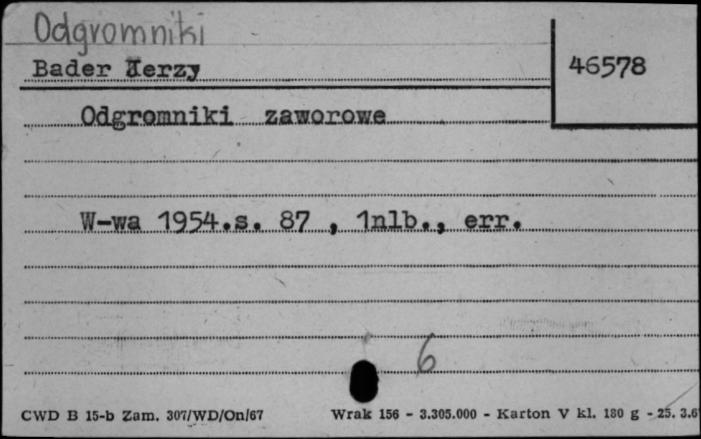 Odgromniki
Bader Jerzy
46578
Odgromniki zaworowe
W-wa 1954.s. 87 , 1nlb., err.
6
CWD B 15-b Zam. 307/WD/On/67
Wrak 156 - 3.305.000 - Karton V kl. 180 g - 25. 3.6